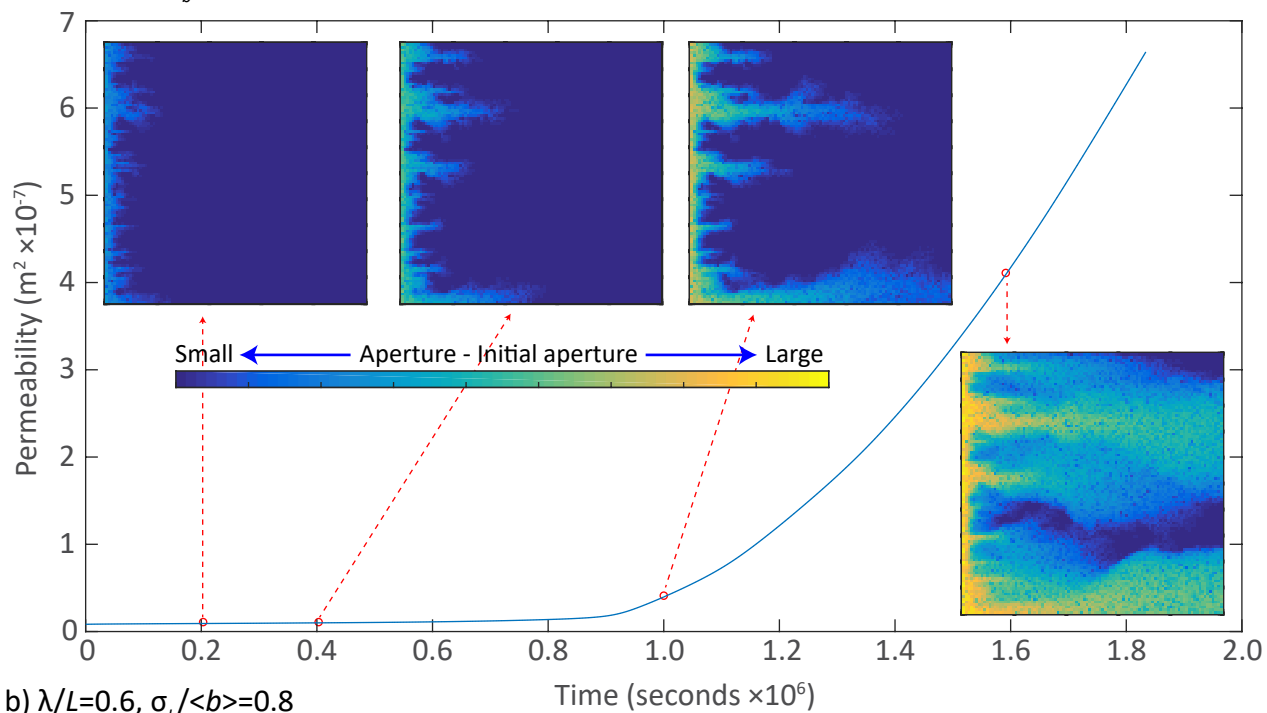 7
6
5
4
3
2
1
0
Permeability (m² ×10⁻⁷)
Small Aperture - Initial aperture Large
0 0.2 0.4 0.6 0.8 1.0 1.2 1.4 1.6 1.8 2.0
Time (seconds ×10⁶)
b) λ/L=0.6, σ /<b>=0.8